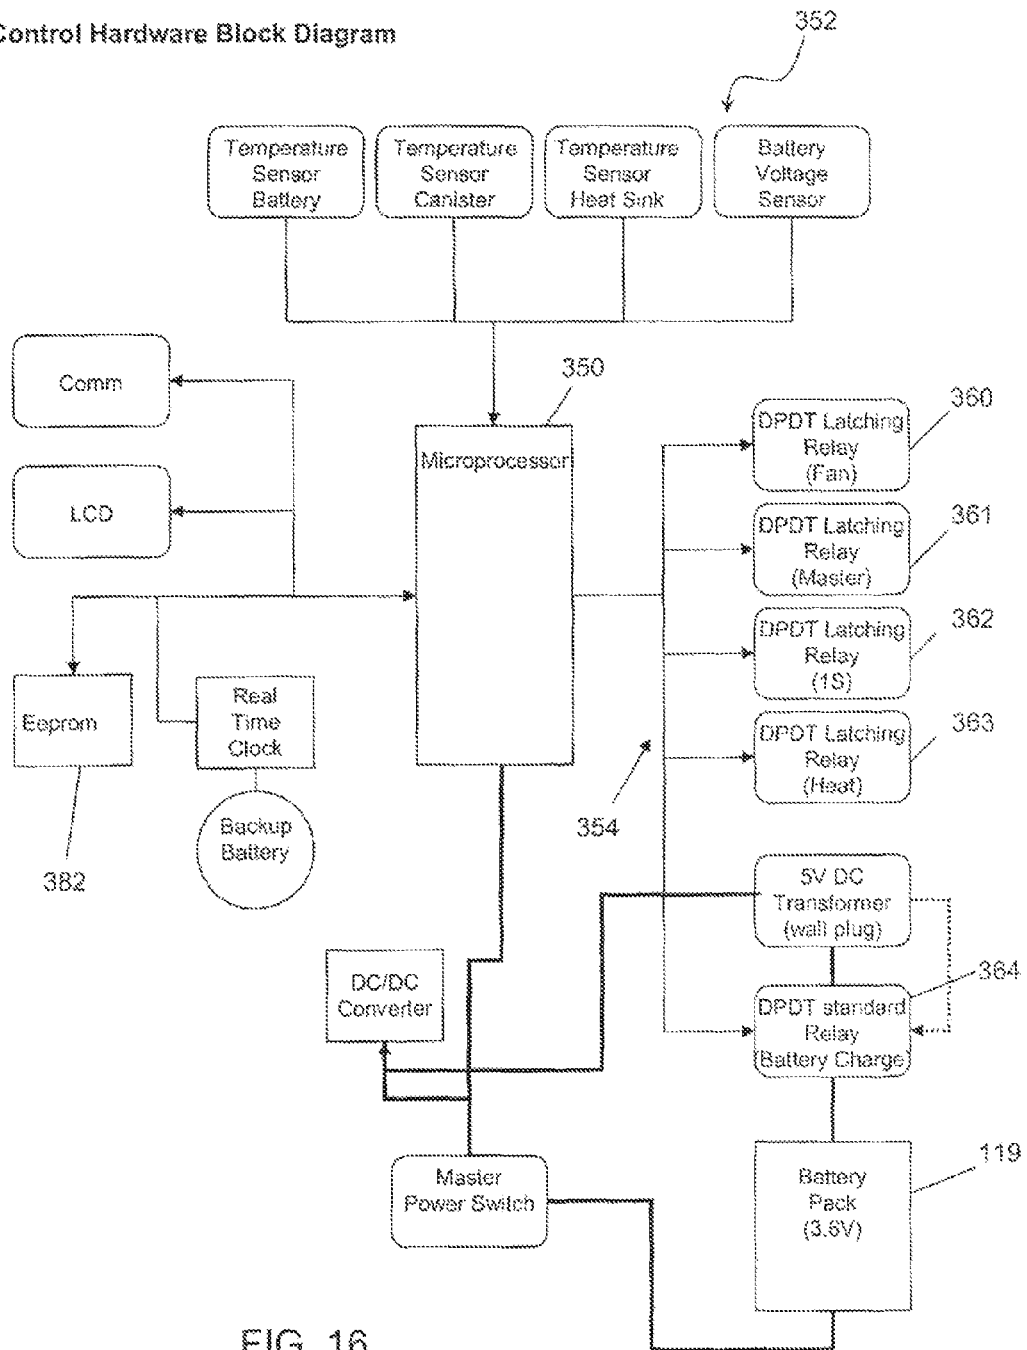 Control Hardware Block Diagram
352
Temperature
Sensor
Battery
Temperature
Sensor
Canister
Temperature
Sensor
Heat Sink
Battery
Voltage
Sensor
Comm
LCD
350
Microprocessor
DPDT Latching
Relay
(Fan)
360
DPDT Latching
Relay
(Master)
361
DPDT Latching
Relay
(1S)
362
DPDT Latching
Relay
(Heat)
363
354
Eeprom
382
Real
Time
Clock
Backup
Battery
5V DC
Transformer
(wall plug)
DPDT standard
Relay
Battery Charge
364
DC/DC
Converter
Master
Power Switch
Battery
Pack
(3.6V)
119
FIG. 16